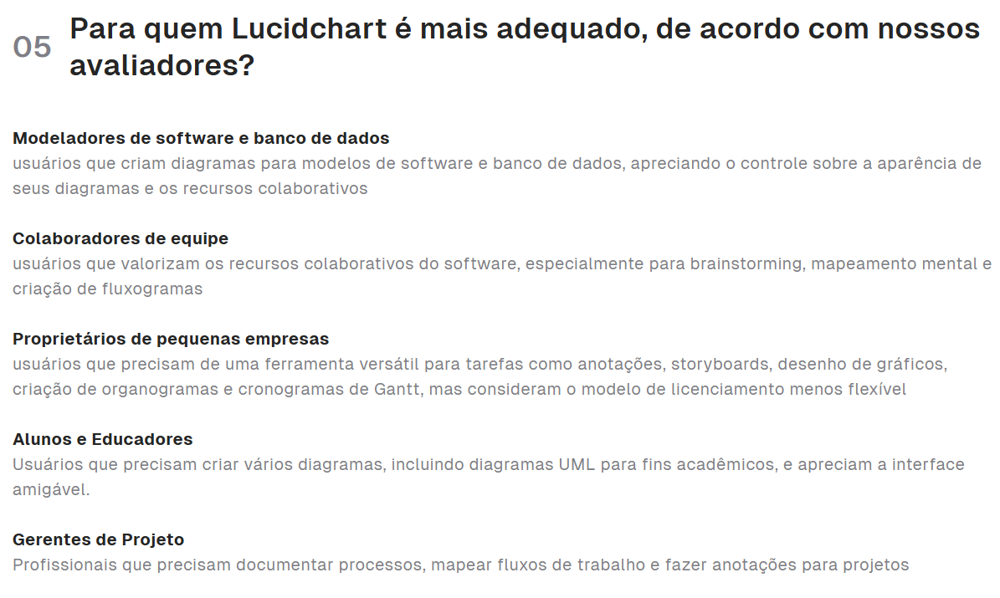 05
Para quem Lucidchart é mais adequado, de acordo com nossos
avaliadores?
Modeladores de software e banco de dados
usuários que criam diagramas para modelos de software e banco de dados, apreciando o controle sobre a aparência de
seus diagramas e os recursos colaborativos
Colaboradores de equipe
usuários que valorizam os recursos colaborativos do software, especialmente para brainstorming, mapeamento mental e
criação de fluxogramas
Proprietários de pequenas empresas
usuários que precisam de uma ferramenta versátil para tarefas como anotações, storyboards, desenho de gráficos,
criação de organogramas e cronogramas de Gantt, mas consideram o modelo de licenciamento menos flexível
Alunos e Educadores
Usuários que precisam criar vários diagramas, incluindo diagramas UML para fins acadêmicos, e apreciam a interface
amigável.
Gerentes de Projeto
Profissionais que precisam documentar processos, mapear fluxos de trabalho e fazer anotações para projetos